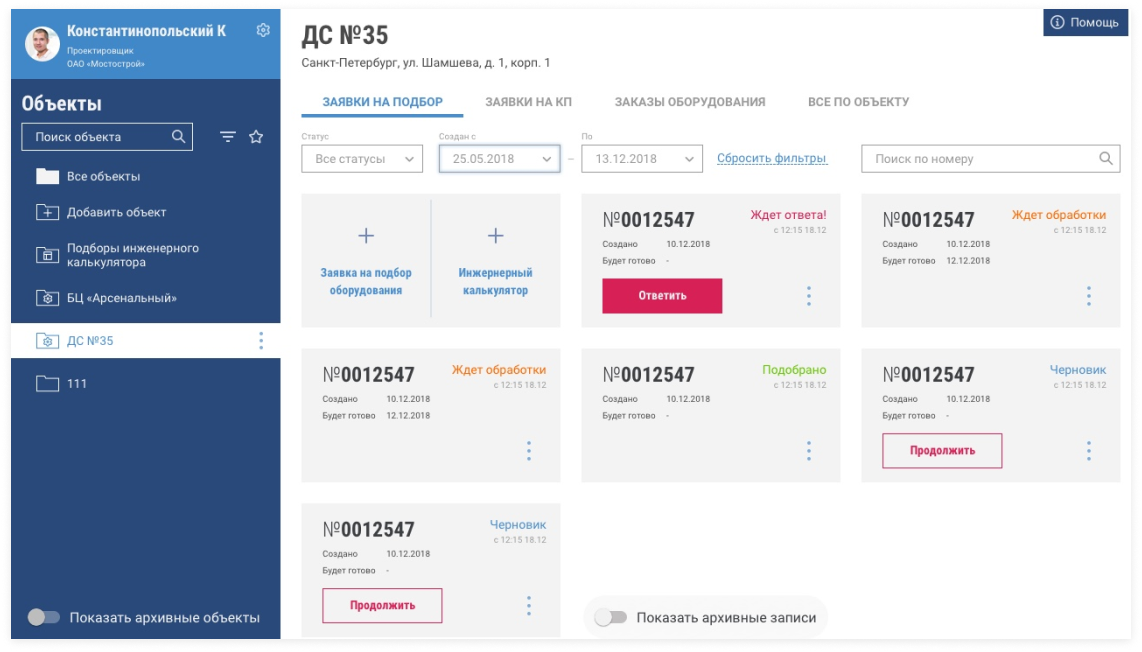 Константинопольский К
Проектировщик
ОАО «Мостострой»
Объекты
Поиск объекта
Все объекты
Добавить объект
Подборы инженерного
калькулятора
БЦ «Арсенальный»
ДС №35
111
Показать архивные объекты
ДС №35
Помощь
Санкт-Петербург, ул. Шамшева, д. 1, корп. 1
ЗАЯВКИ НА ПОДБОР ЗАЯВКИ НА КП ЗАКАЗЫ ОБОРУДОВАНИЯ ВСЕ ПО ОБЪЕКТУ
Статус Создан с По
Все статусы 25.05.2018 – 13.12.2018 Сбросить фильтры Поиск по номеру
Заявка на подбор
оборудования
Инжернерный
калькулятор
№0012547 Ждет ответа!
с 12:15 18.12
Создано 10.12.2018
Будет готово -
Ответить
№0012547 Ждет обработки
с 12:15 18.12
Создано 10.12.2018
Будет готово 12.12.2018
№0012547 Ждет обработки
с 12:15 18.12
Создано 10.12.2018
Будет готово 12.12.2018
№0012547 Подобрано
с 12:15 18.12
Создано 10.12.2018
Будет готово -
№0012547 Черновик
с 12:15 18.12
Создано 10.12.2018
Будет готово -
Продолжить
№0012547 Черновик
с 12:15 18.12
Создано 10.12.2018
Будет готово -
Продолжить
Показать архивные записи